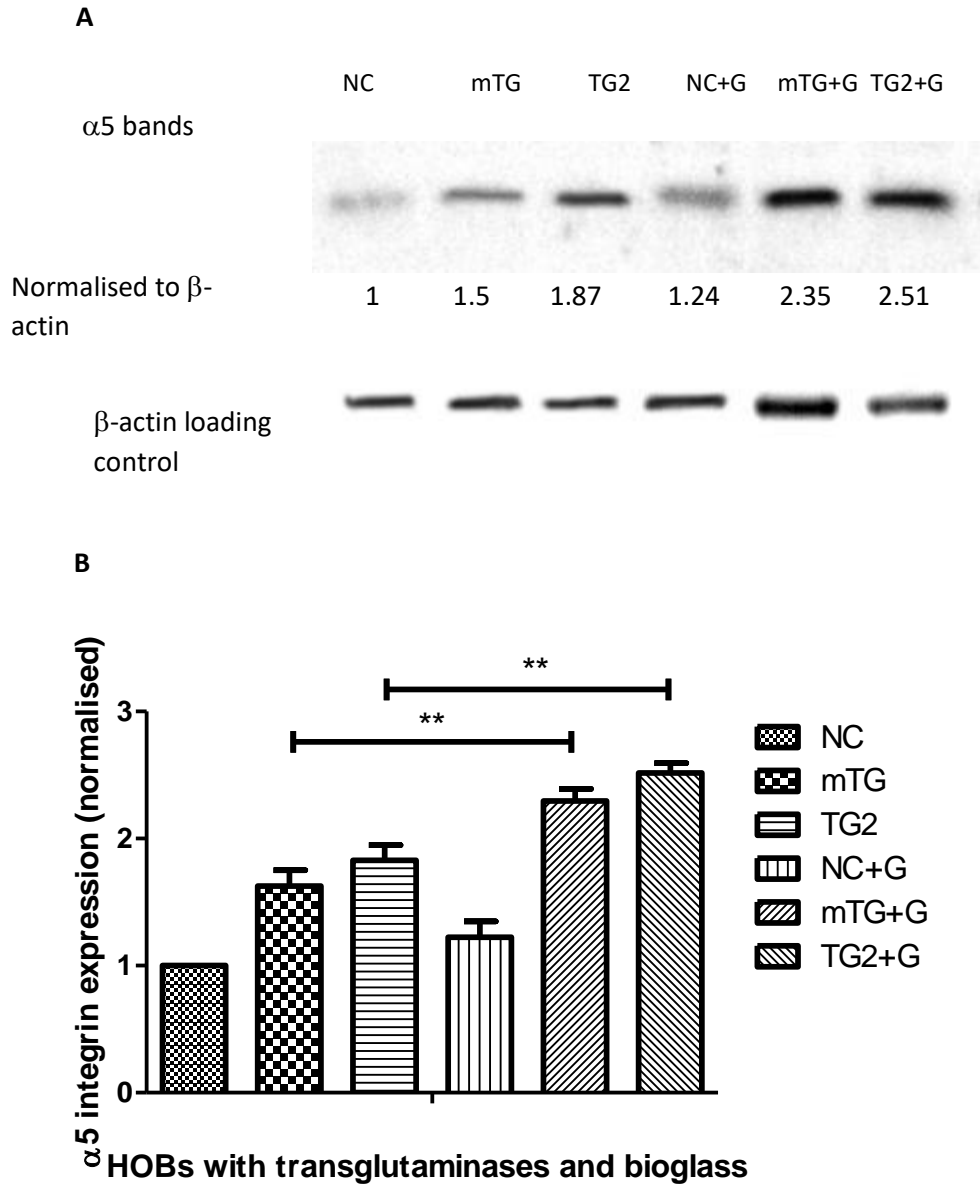 A
NC mTG TG2 NC+G mTG+G TG2+G
α5 bands
Normalised to β-
actin
1 1.5 1.87 1.24 2.35 2.51
β-actin loading
control
B
α5 integrin expression (normalised)
**
**
3
2
1
0
NC
mTG
TG2
NC+G
mTG+G
TG2+G
HOBs with transglutaminases and bioglass